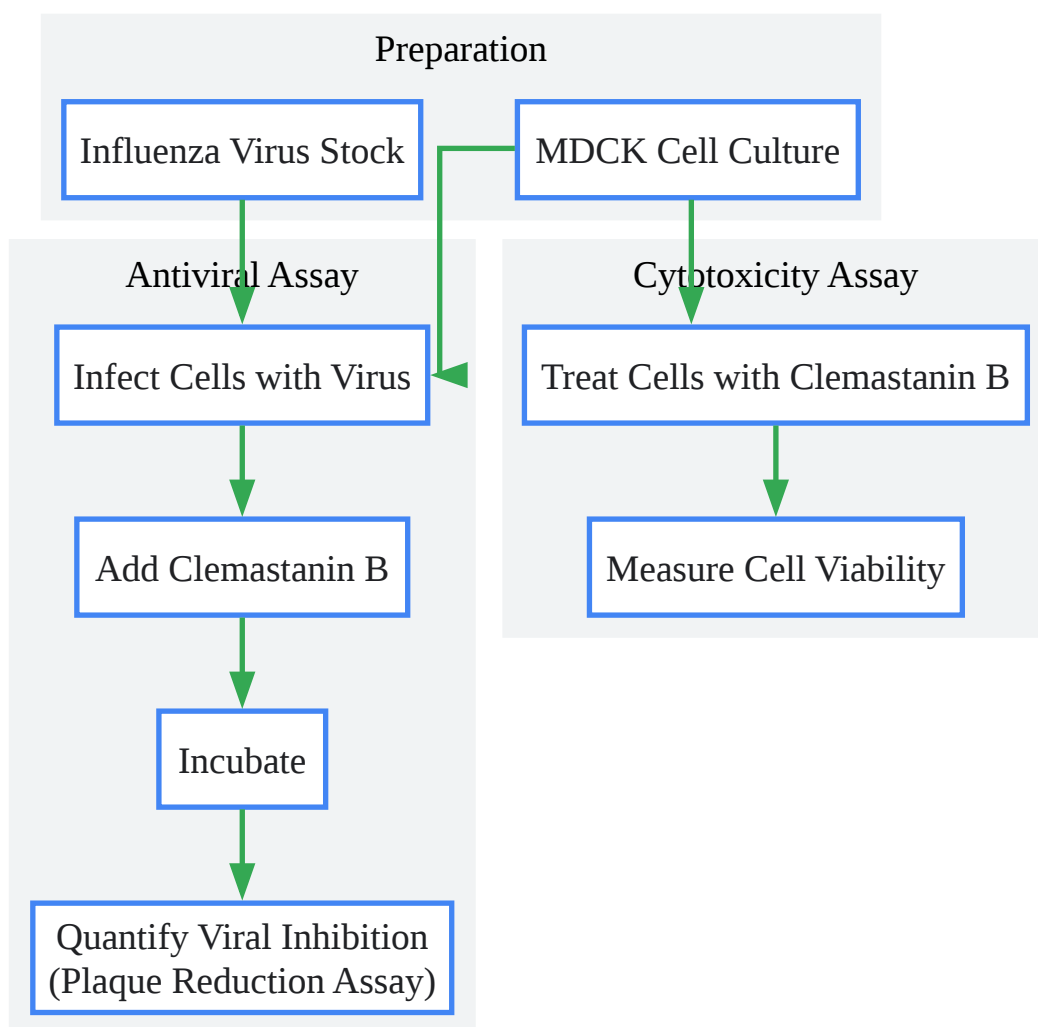 Preparation
Influenza Virus Stock
MDCK Cell Culture
Antiviral Assay
Infect Cells with Virus
Add Clemastanin B
Incubate
Quantify Viral Inhibition
(Plaque Reduction Assay)
Cytotoxicity Assay
Treat Cells with Clemastanin B
Measure Cell Viability